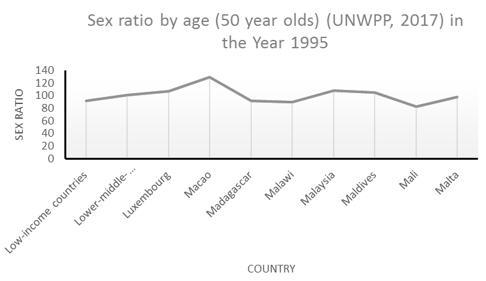 Sex ratio by age (50 year olds) (UNWPP, 2017) in
the Year 1995
SEX RATIO
140
120
100
80
60
40
20
0
Low-income countries
Lower-middle-...
Luxembourg
Macao
Madagascar
Malawi
Malaysia
Maldives
Mali
Malta
COUNTRY